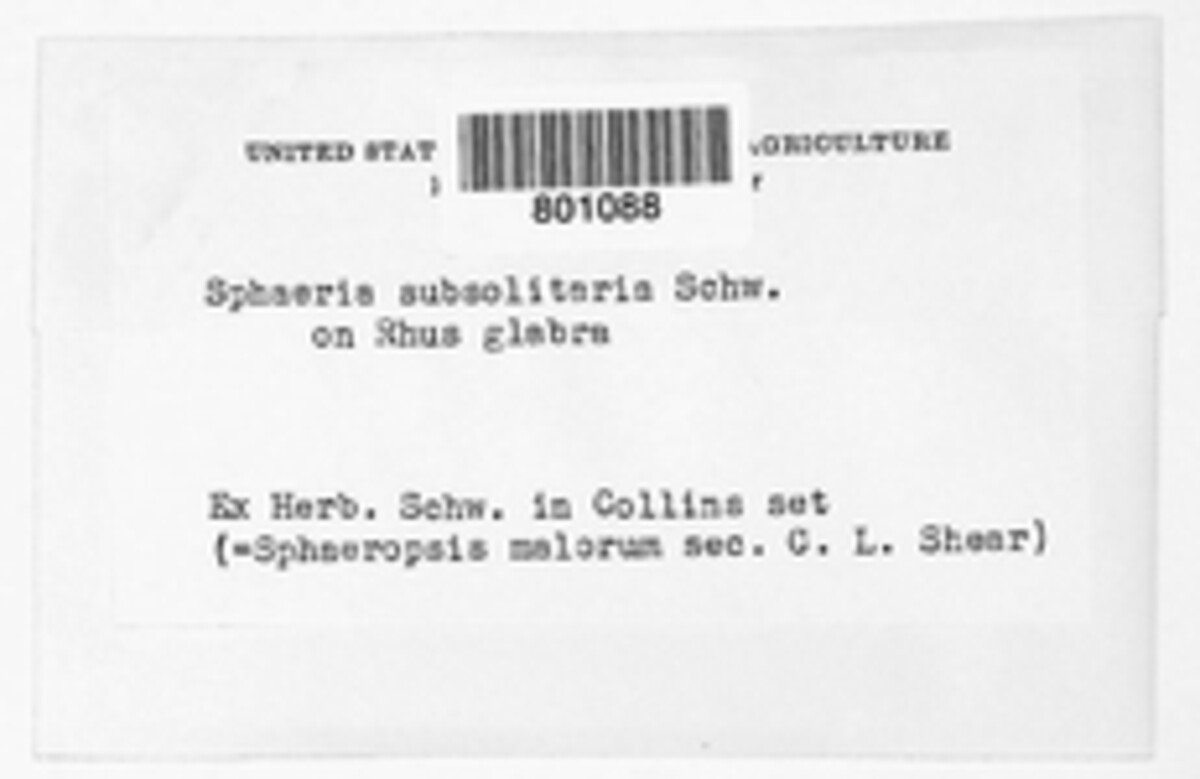 UNITED STAT AGRICULTURE
801088
Sphaeria subsolitaria Schw.
on Rhus glabra
Ex Herb. Schw. in Collins set
(=Sphaeropsis malorum sec. C. L. Shear)